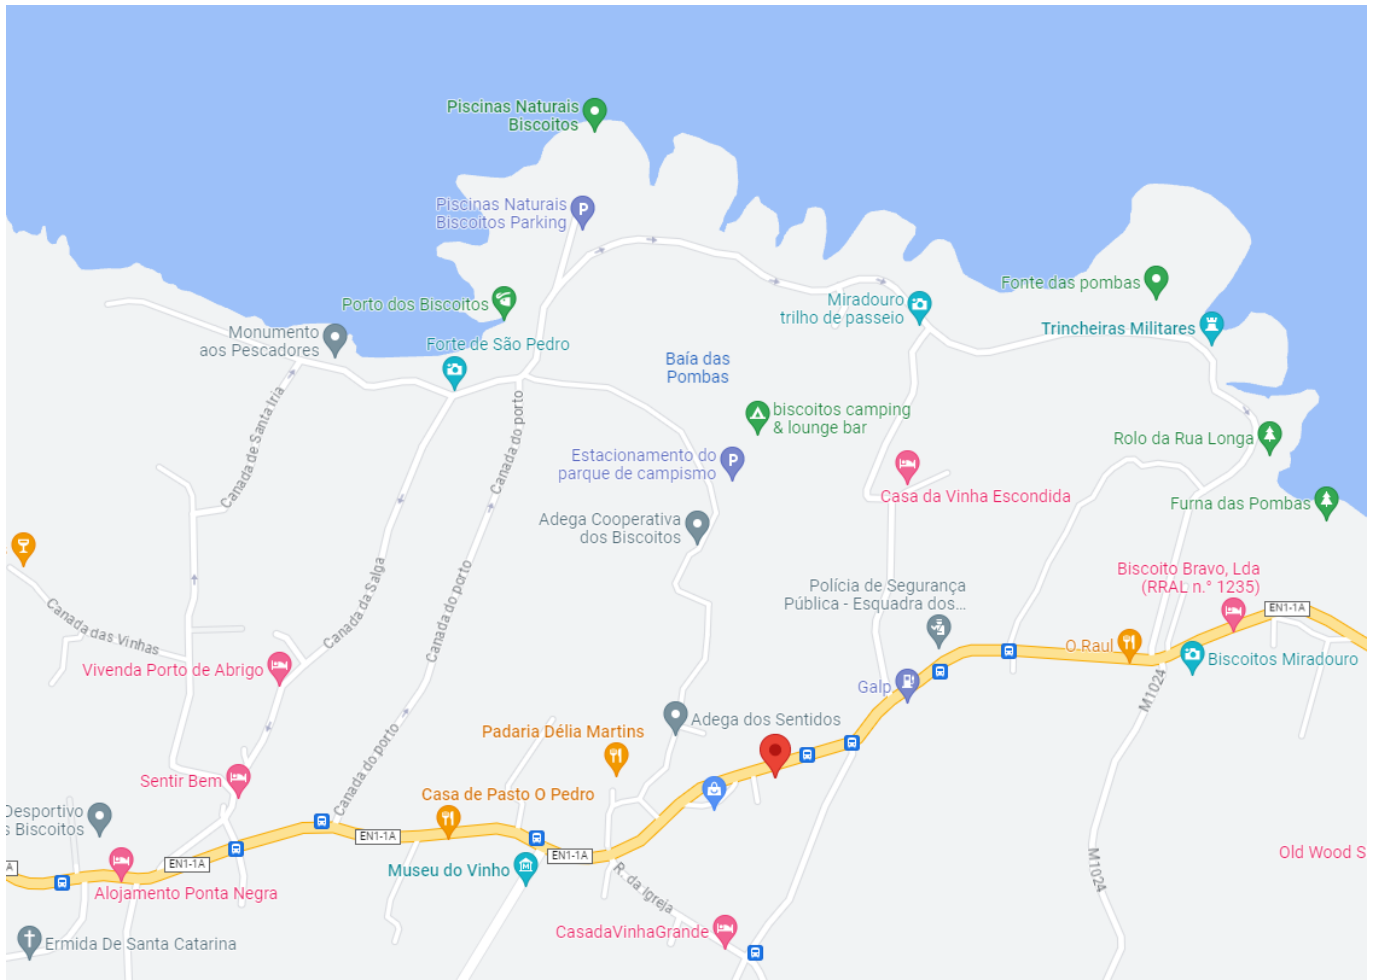 Piscinas Naturais
Biscoitos
Piscinas Naturais
Biscoitos Parking
P
Porto dos Biscoitos
Monumento
aos Pescadores
Forte de São Pedro
Miradouro
trilho de passeio
Fonte das pombas
Trincheiras Militares
Baía das
Pombas
biscoitos camping
& lounge bar
Estacionamento do
parque de campismo
P
Rolo da Rua Longa
Casa da Vinha Escondida
Furna das Pombas
Canada de Santa Iria
Canada do porto
Adega Cooperativa
dos Biscoitos
Canada da Salga
Canada do porto
Polícia de Segurança
Pública - Esquadra dos...
Biscoito Bravo, Lda
(RRAL n.° 1235)
EN1-1A
Canada das Vinhas
O Raul
Biscoitos Miradouro
Vivenda Porto de Abrigo
Galp
M1024
Adega dos Sentidos
Padaria Délia Martins
Canada do porto
Sentir Bem
Casa de Pasto O Pedro
Desportivo
s Biscoitos
EN1-1A
EN1-1A
EN1-1A
A
Museu do Vinho
R. da Igreja
M1024
Old Wood S
Alojamento Ponta Negra
CasadaVinhaGrande
Ermida De Santa Catarina